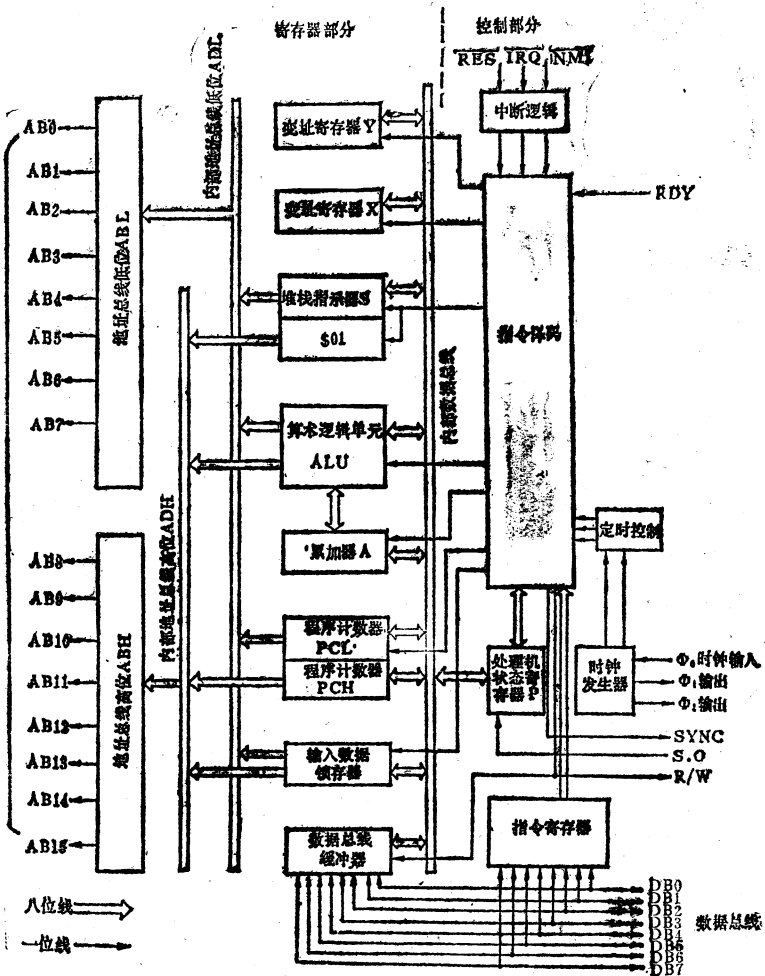 寄存器部分
控制部分
RES IRQ NMI
中断逻辑
内部地址总线低位ADL
变址寄存器Y
变址寄存器X
RDY
AB0
AB1
AB2
AB3
AB4
AB5
AB6
AB7
地址总线低位ABL
堆栈指示器S
$01
指令译码
内部数据总线
算术逻辑单元
ALU
内部地址总线高位ADH
累加器A
定时控制
AB8
AB9
AB10
AB11
AB12
AB13
AB14
AB15
地址总线高位ABH
程序计数器
PCL
程序计数器
PCH
处理机
状态寄
存器P
时钟
发生器
Φ₀时钟输入
Φ₁输出
Φ₂输出
SYNC
S.O
R/W
输入数据
锁存器
数据总线
缓冲器
指令寄存器
DB0
DB1
DB2
DB3
DB4
DB5
DB6
DB7
数据总线
八位线
一位线